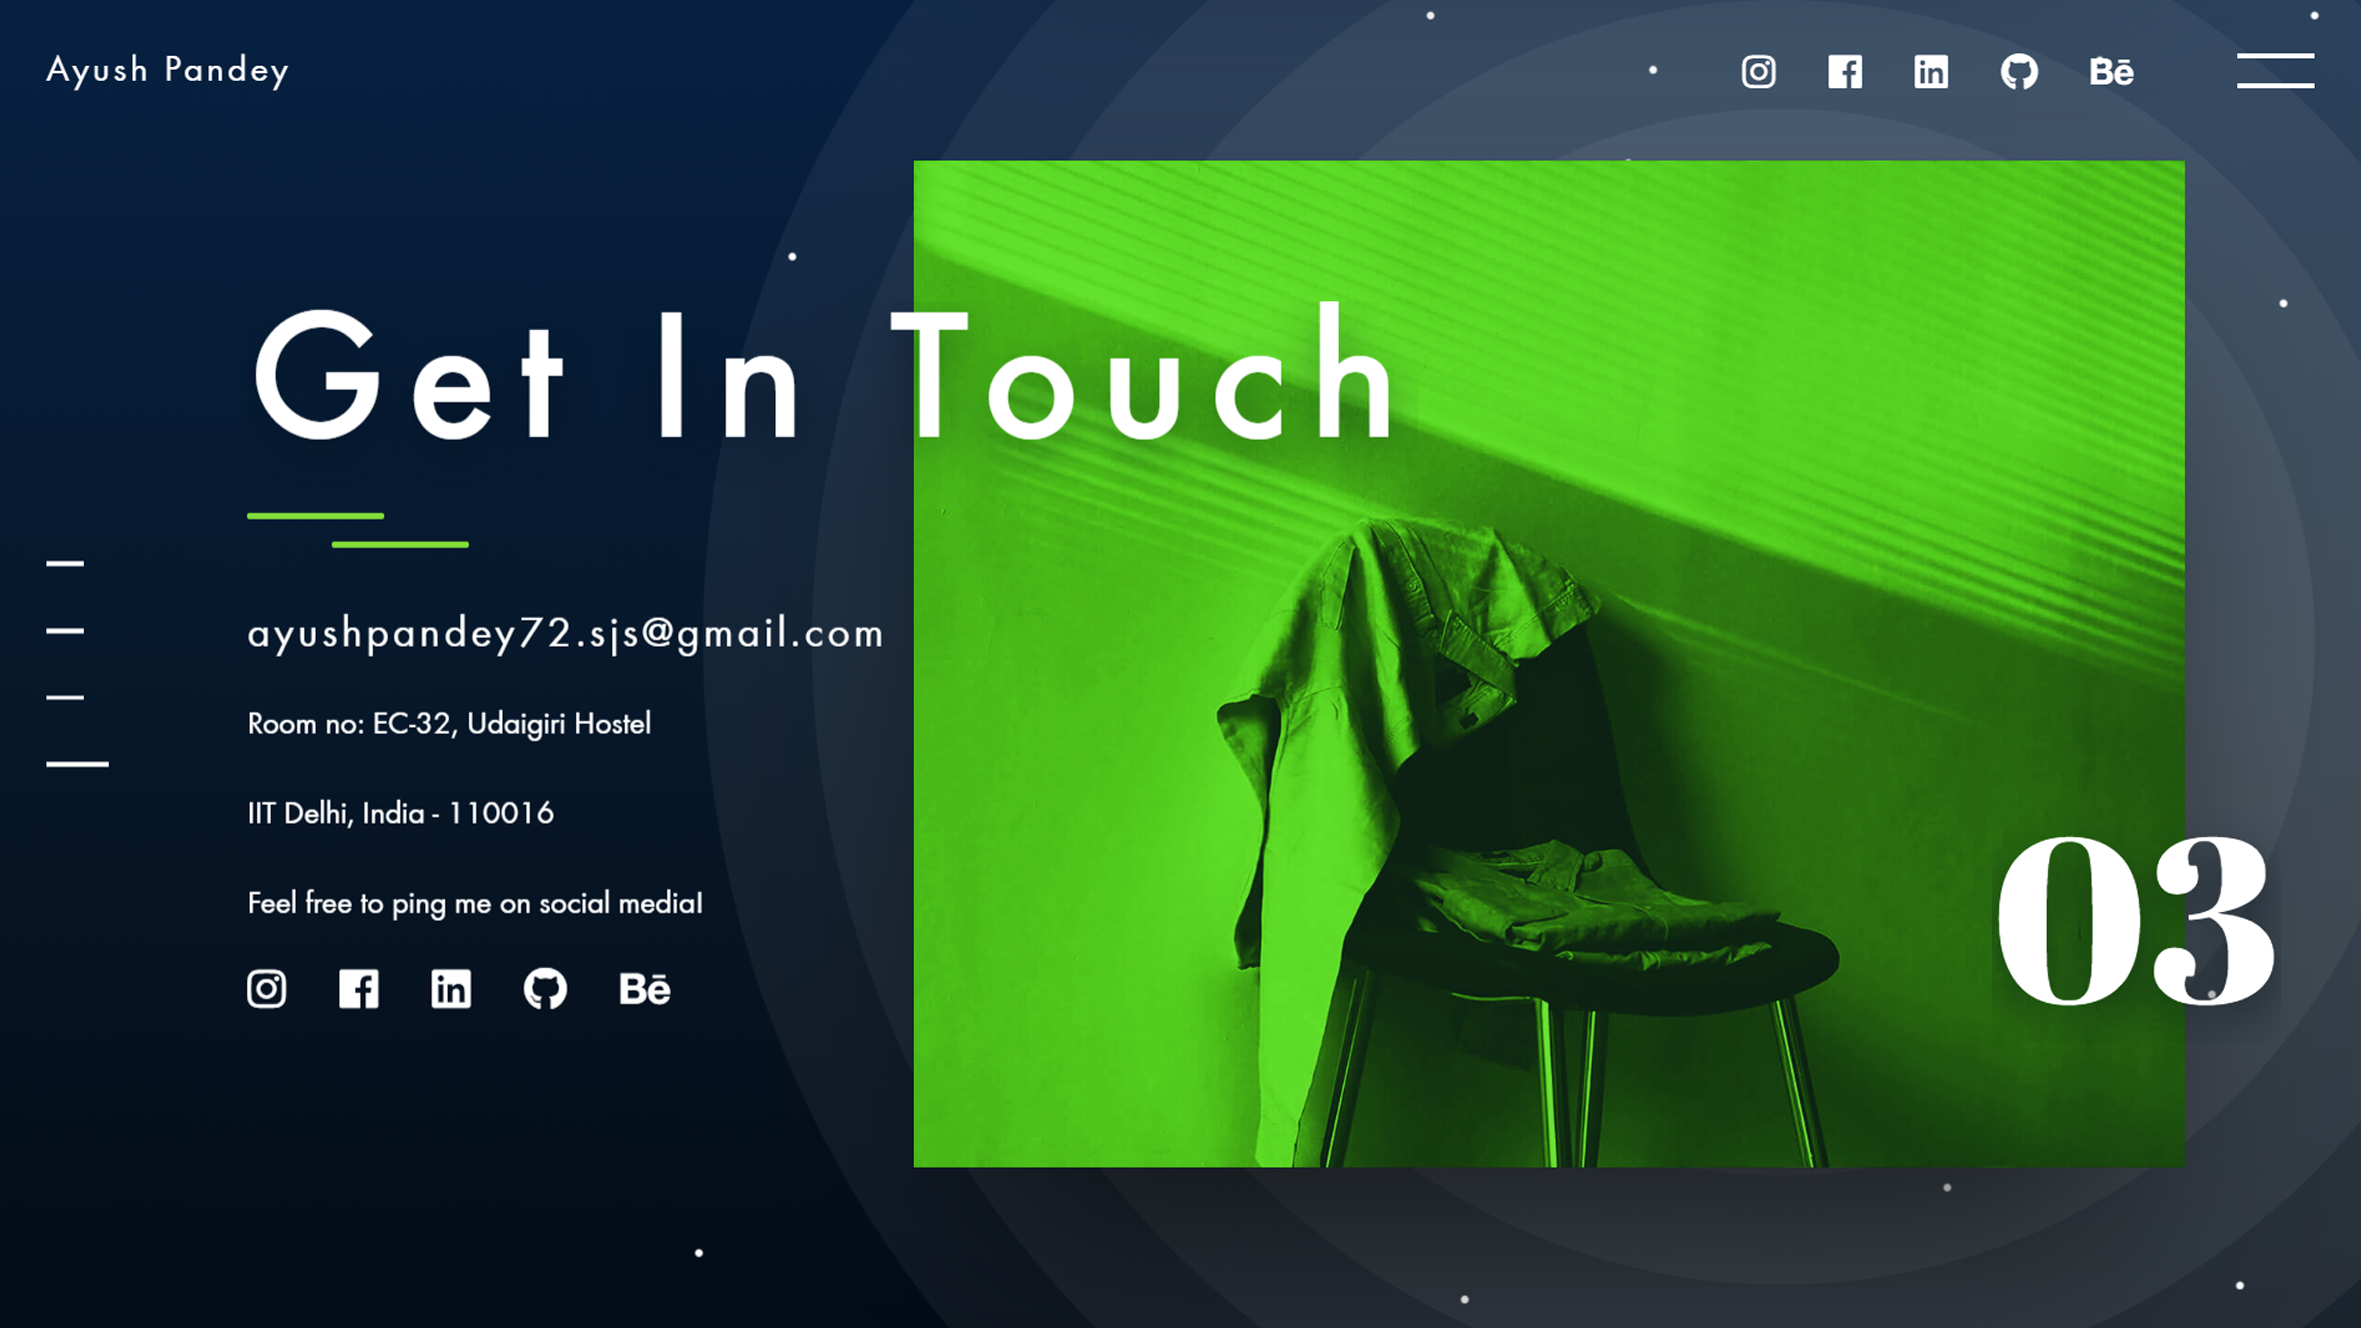 Ayush Pandey
Bē
Get In Touch
ayushpandey72.sjs@gmail.com
Room no: EC-32, Udaigiri Hostel
IIT Delhi, India - 110016
Feel free to ping me on social media!
Bē
03